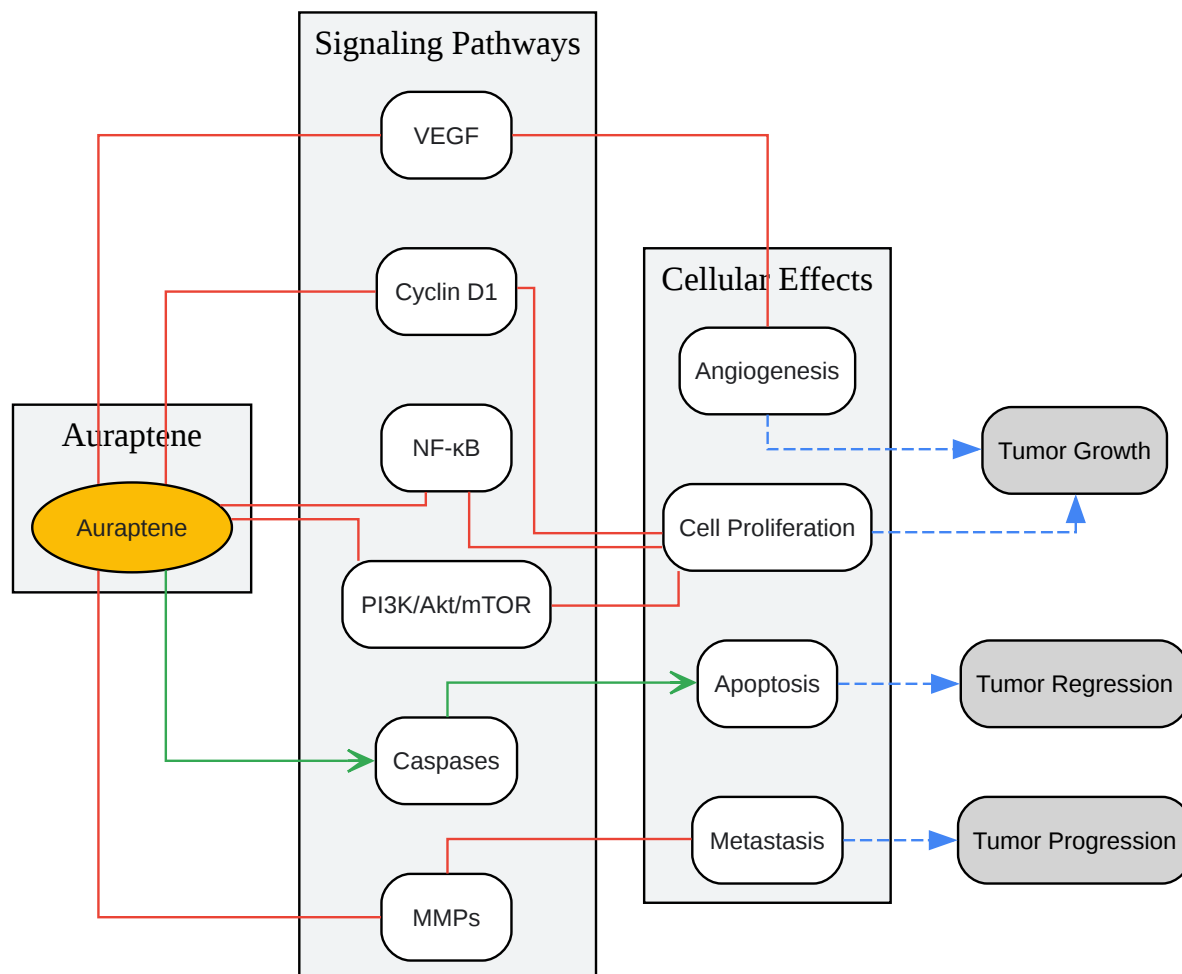 Signaling Pathways
VEGF
Cyclin D1
NF-κB
PI3K/Akt/mTOR
Caspases
MMPs
Auraptene
Auraptene
Cellular Effects
Angiogenesis
Cell Proliferation
Apoptosis
Metastasis
Tumor Growth
Tumor Regression
Tumor Progression